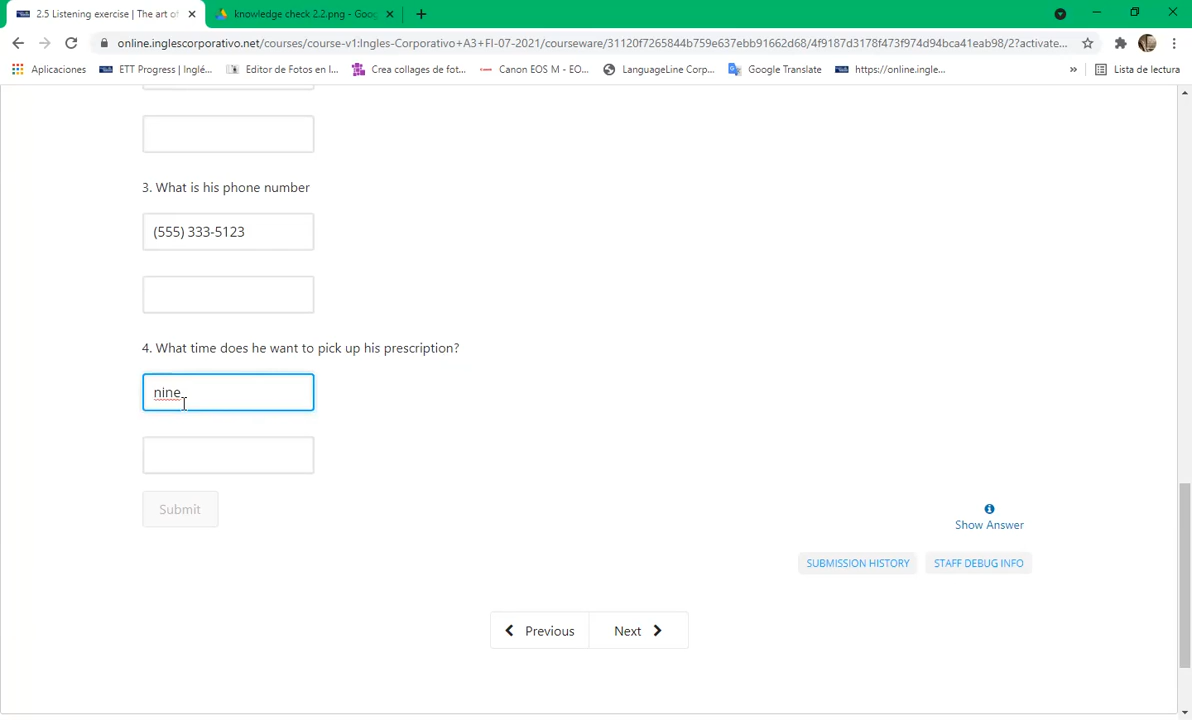 2.5 Listening exercise | The art of
knowledge check 2.2.png - Goo
online.inglescorporativo.net/courses/course-v1:Ingles-Corporativo+A3+FI-07-2021/courseware/31120f7265844b759e637ebb91662d68/4f9187d3178f473f974d94bca41eab98/2?activate...
Aplicaciones
ETT Progress | Inglé...
Editor de Fotos en l...
Crea collages de fot...
Canon EOS M - EO...
LanguageLine Corp...
Google Translate
https://online.ingle...
»
Lista de lectura
3. What is his phone number
(555) 333-5123
4. What time does he want to pick up his prescription?
nine
Submit
Show Answer
SUBMISSION HISTORY
STAFF DEBUG INFO
Previous
Next